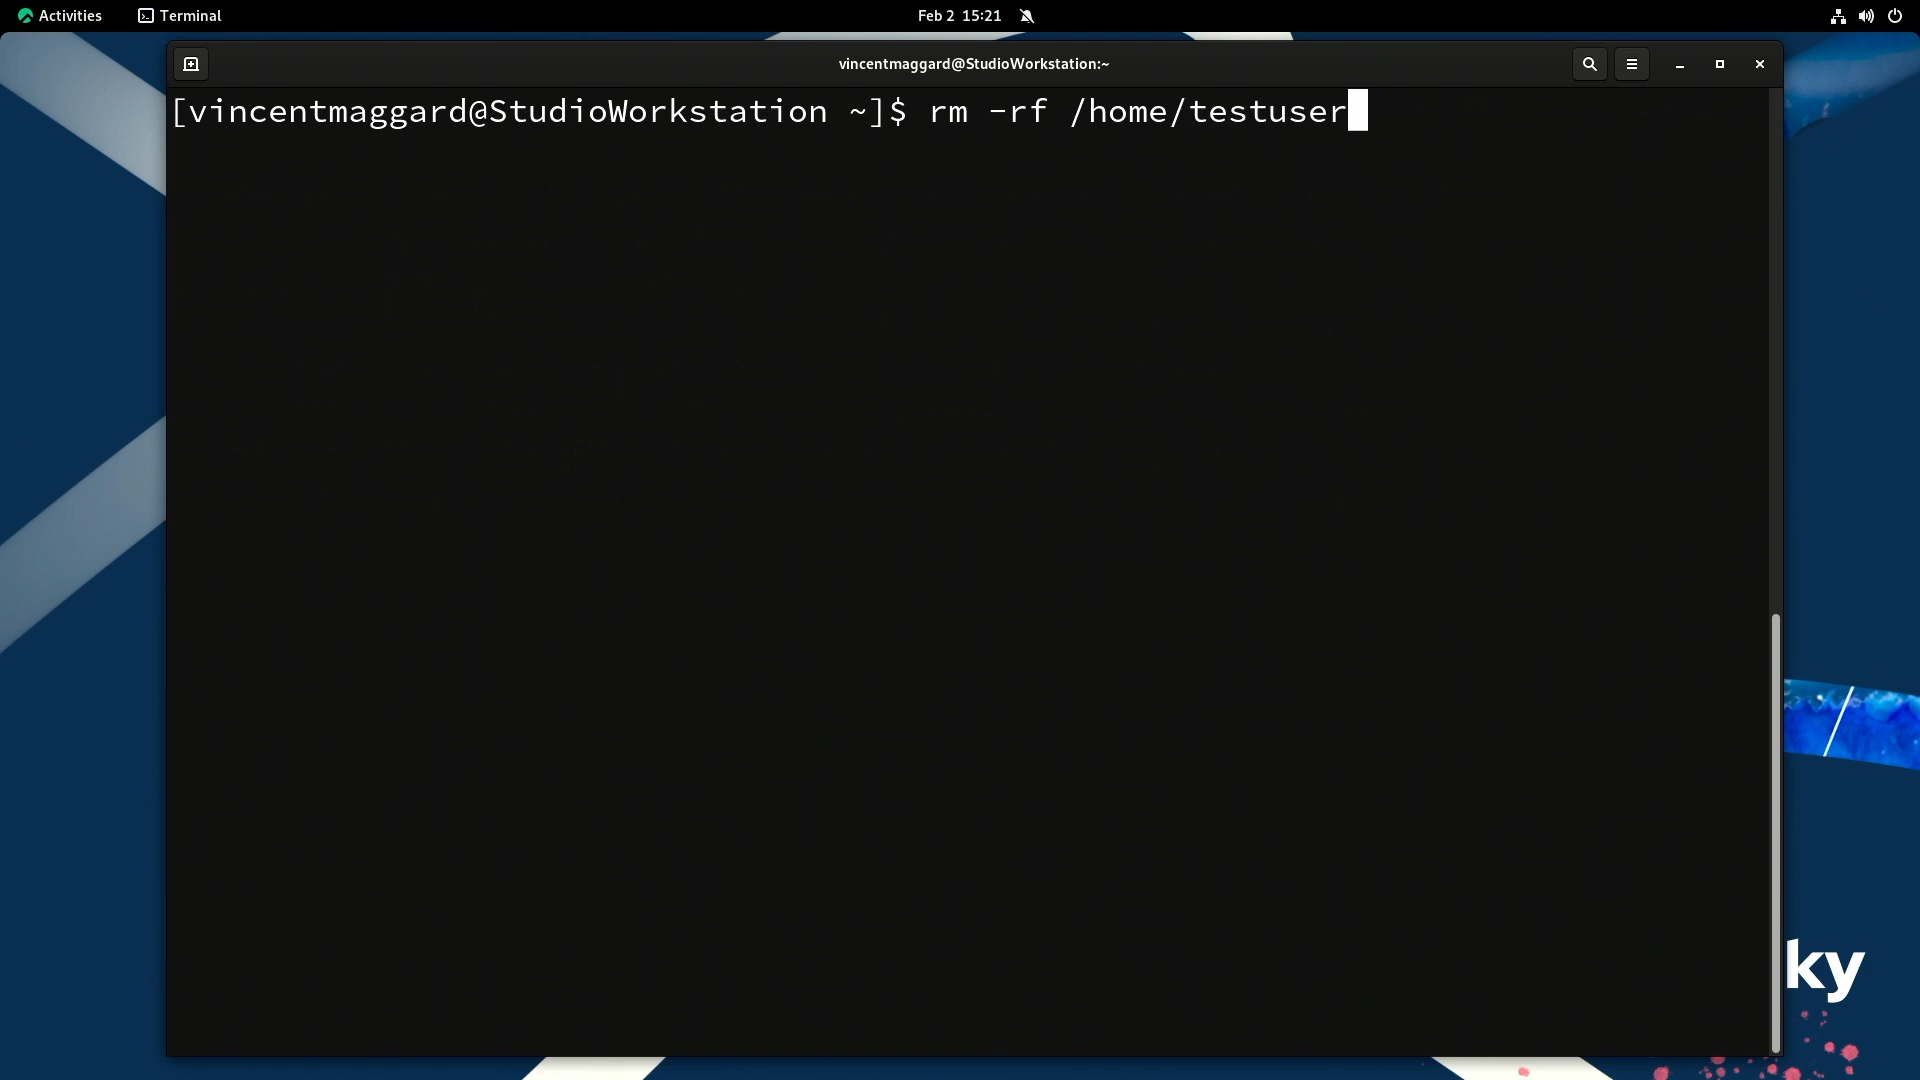 Activities Terminal Feb 2 15:21
vincentmaggard@StudioWorkstation:~
[vincentmaggard@StudioWorkstation ~]$ rm -rf /home/testuser
ky